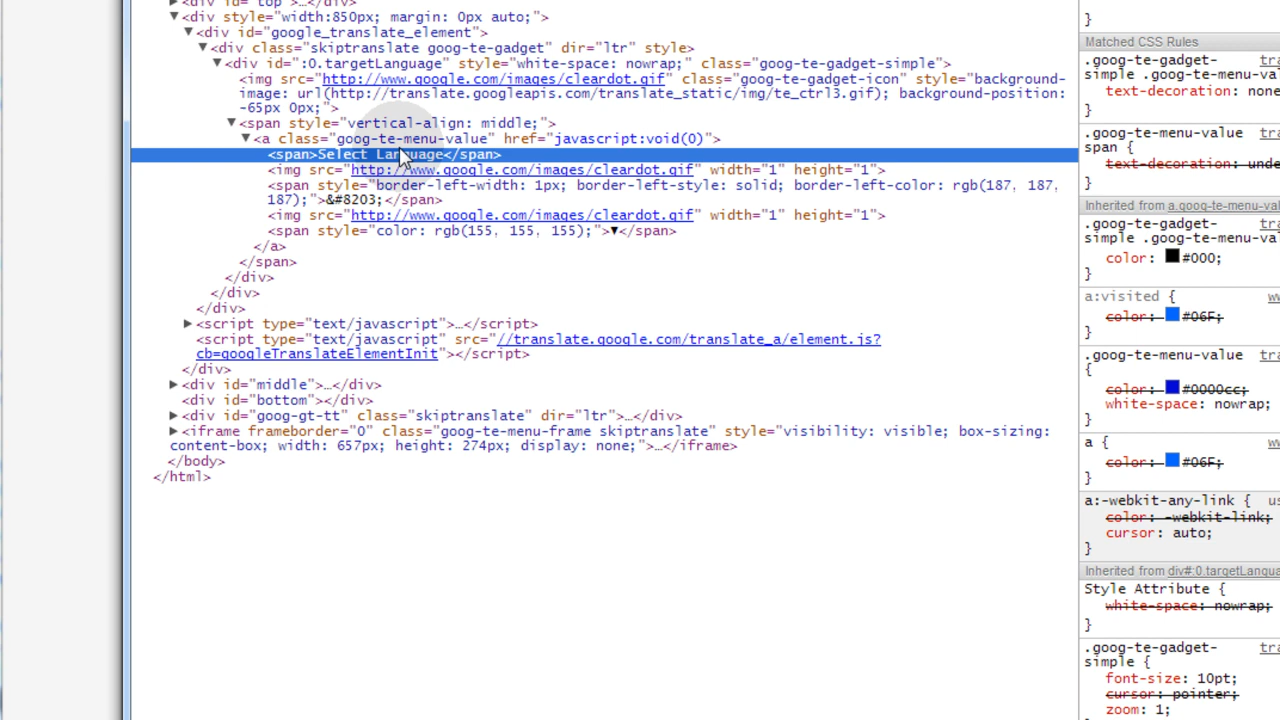 ▶<div id="top">…</div>
▼<div style="width:850px; margin: 0px auto;">
▼<div id="google_translate_element">
▼<div class="skiptranslate goog-te-gadget" dir="ltr" style>
▼<div id=":0.targetLanguage" style="white-space: nowrap;" class="goog-te-gadget-simple">
<img src="http://www.google.com/images/cleardot.gif" class="goog-te-gadget-icon" style="background-
image: url(http://translate.googleapis.com/translate_static/img/te_ctrl3.gif); background-position:
-65px 0px;">
▼<span style="vertical-align: middle;">
▼<a class="goog-te-menu-value" href="javascript:void(0)">
<span>Select Language</span>
<img src="http://www.google.com/images/cleardot.gif" width="1" height="1">
<span style="border-left-width: 1px; border-left-style: solid; border-left-color: rgb(187, 187,
187);">&#8203;</span>
<img src="http://www.google.com/images/cleardot.gif" width="1" height="1">
<span style="color: rgb(155, 155, 155);">▼</span>
</a>
</span>
</div>
</div>
</div>
▶<script type="text/javascript">…</script>
<script type="text/javascript" src="//translate.google.com/translate_a/element.js?
cb=googleTranslateElementInit"></script>
</div>
▶<div id="middle">…</div>
<div id="bottom"></div>
▶<div id="goog-gt-tt" class="skiptranslate" dir="ltr">…</div>
▶<iframe frameborder="0" class="goog-te-menu-frame skiptranslate" style="visibility: visible; box-sizing:
content-box; width: 657px; height: 274px; display: none;">…</iframe>
</body>
</html>
}
Matched CSS Rules
.goog-te-gadget- tra
simple .goog-te-menu-va
text-decoration: none
}
.goog-te-menu-value tra
span {
text-decoration: unde
}
Inherited from a.goog-te-menu-val
.goog-te-gadget- tra
simple .goog-te-menu-va
color: #000;
}
a:visited { ww
color: #06F;
}
.goog-te-menu-value tra
{
color: #0000cc;
white-space: nowrap;
}
a { ww
color: #06F;
}
a:-webkit-any-link { us
color: -webkit-link;
cursor: auto;
}
Inherited from div#:0.targetLangua
Style Attribute {
white-space: nowrap;
}
.goog-te-gadget- tra
simple {
font-size: 10pt;
cursor: pointer;
zoom: 1;